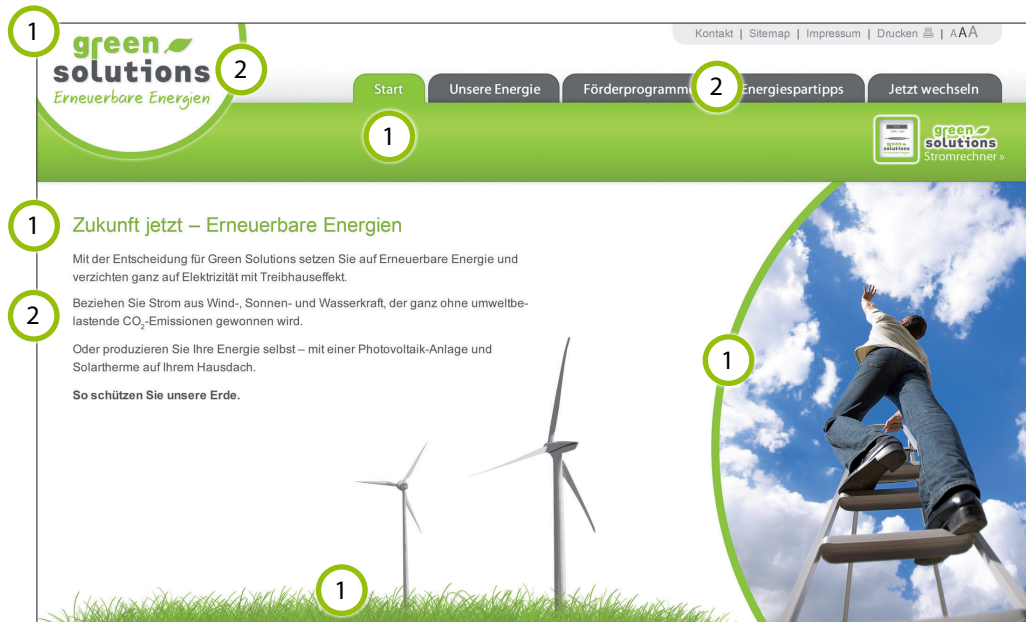 1
green
solutions
Erneuerbare Energien
2
Kontakt | Sitemap | Impressum | Drucken | AAA
Start
Unsere Energie
Förderprogramme
2
Energiespartipps
Jetzt wechseln
1
green
solutions
green
solutions
Stromrechner »
1
Zukunft jetzt – Erneuerbare Energien
Mit der Entscheidung für Green Solutions setzen Sie auf Erneuerbare Energie und
verzichten ganz auf Elektrizität mit Treibhauseffekt.
2
Beziehen Sie Strom aus Wind-, Sonnen- und Wasserkraft, der ganz ohne umweltbe-
lastende CO₂-Emissionen gewonnen wird.
Oder produzieren Sie Ihre Energie selbst – mit einer Photovoltaik-Anlage und
Solartherme auf Ihrem Hausdach.
So schützen Sie unsere Erde.
1
1